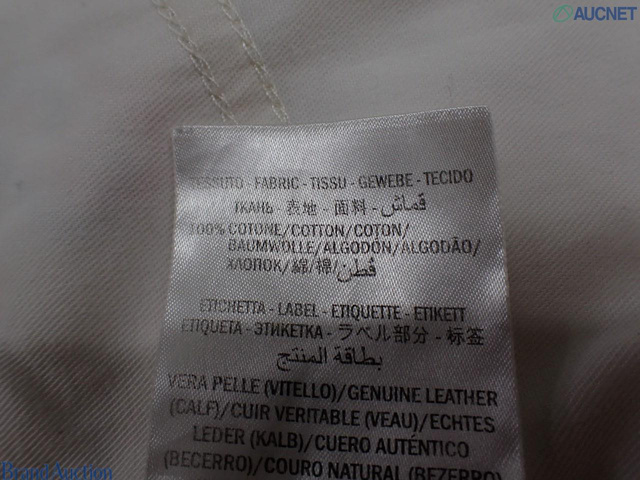 AUCNET
TESSUTO - FABRIC - TISSU - GEWEBE - TECIDO
ТКАНЬ - 表地 - 面料 - قماش
100% COTONE/COTTON/COTON/
BAUMWOLLE/ALGODÓN/ALGODÃO/
ХЛОПОК/綿/棉/قطن
ETICHETTA - LABEL - ETIQUETTE - ETIKETT
ETIQUETA - ЭТИКЕТКА - ラベル部分 - 标签
بطاقة المنتج
VERA PELLE (VITELLO)/GENUINE LEATHER
(CALF)/CUIR VERITABLE (VEAU)/ECHTES
LEDER (KALB)/CUERO AUTÉNTICO
(BECERRO)/COURO NATURAL (BEZERRO)
Brand Auction